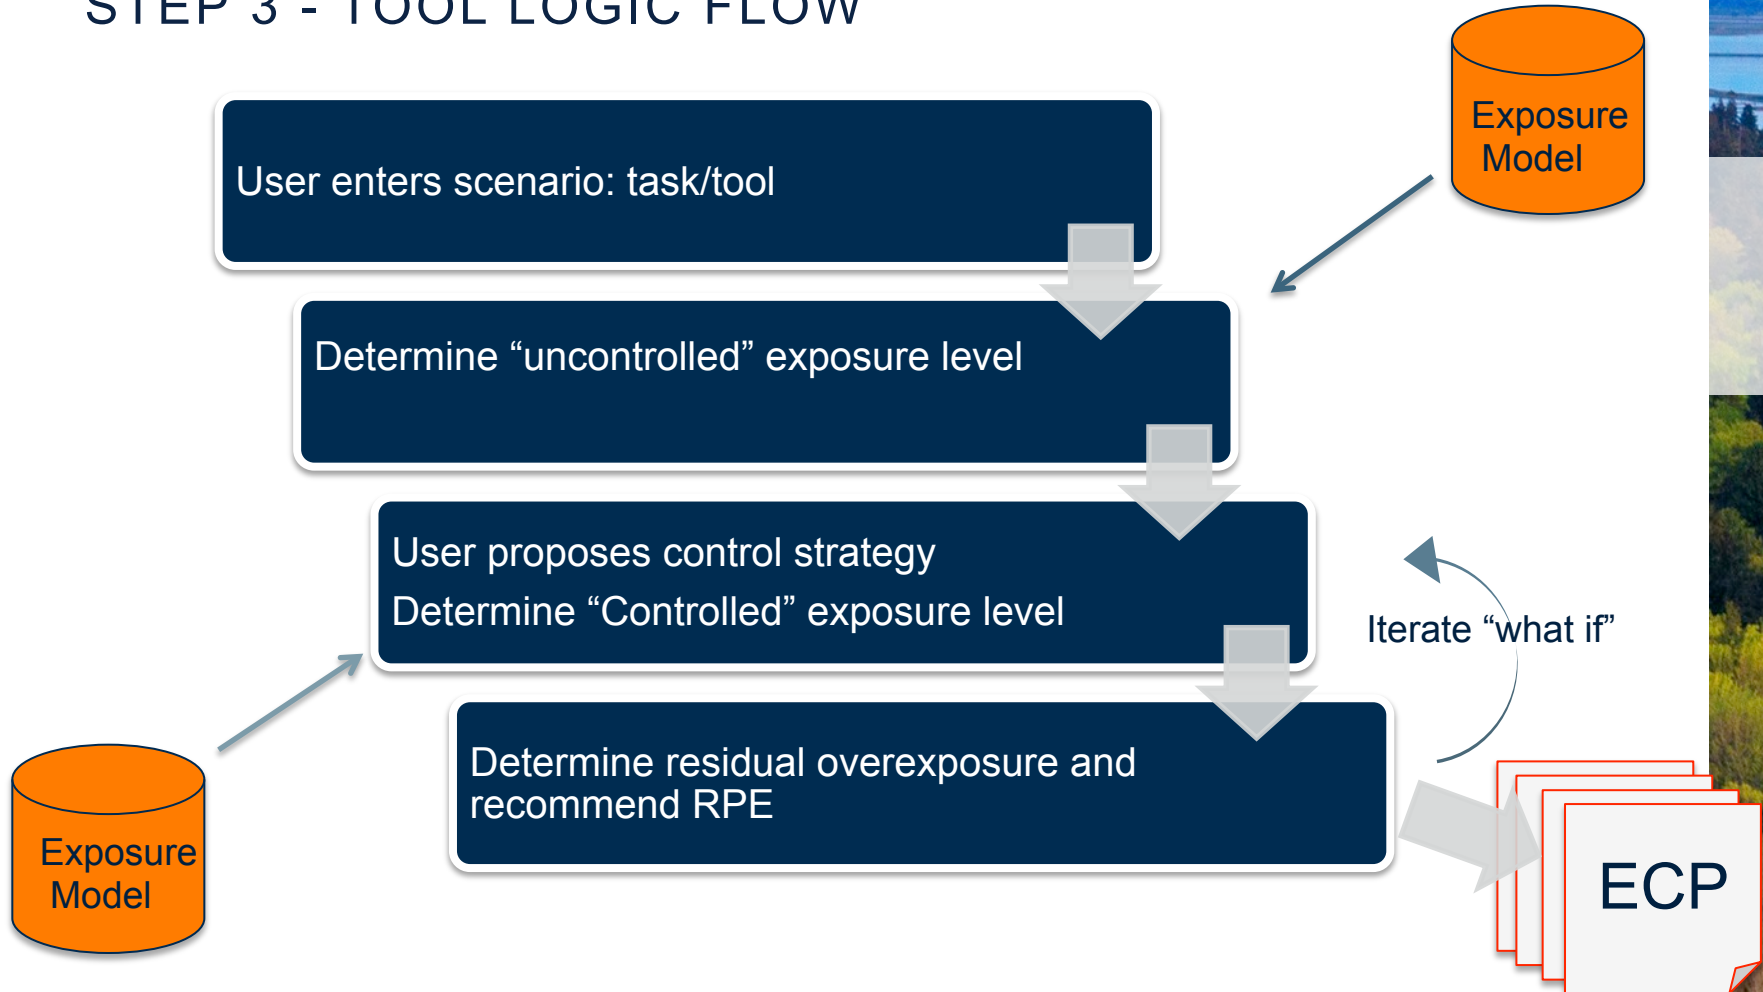 STEP 3 - TOOL LOGIC FLOW
Exposure
Model
User enters scenario: task/tool
Determine “uncontrolled” exposure level
User proposes control strategy
Determine “Controlled” exposure level
Iterate “what if”
Determine residual overexposure and
recommend RPE
Exposure
Model
ECP